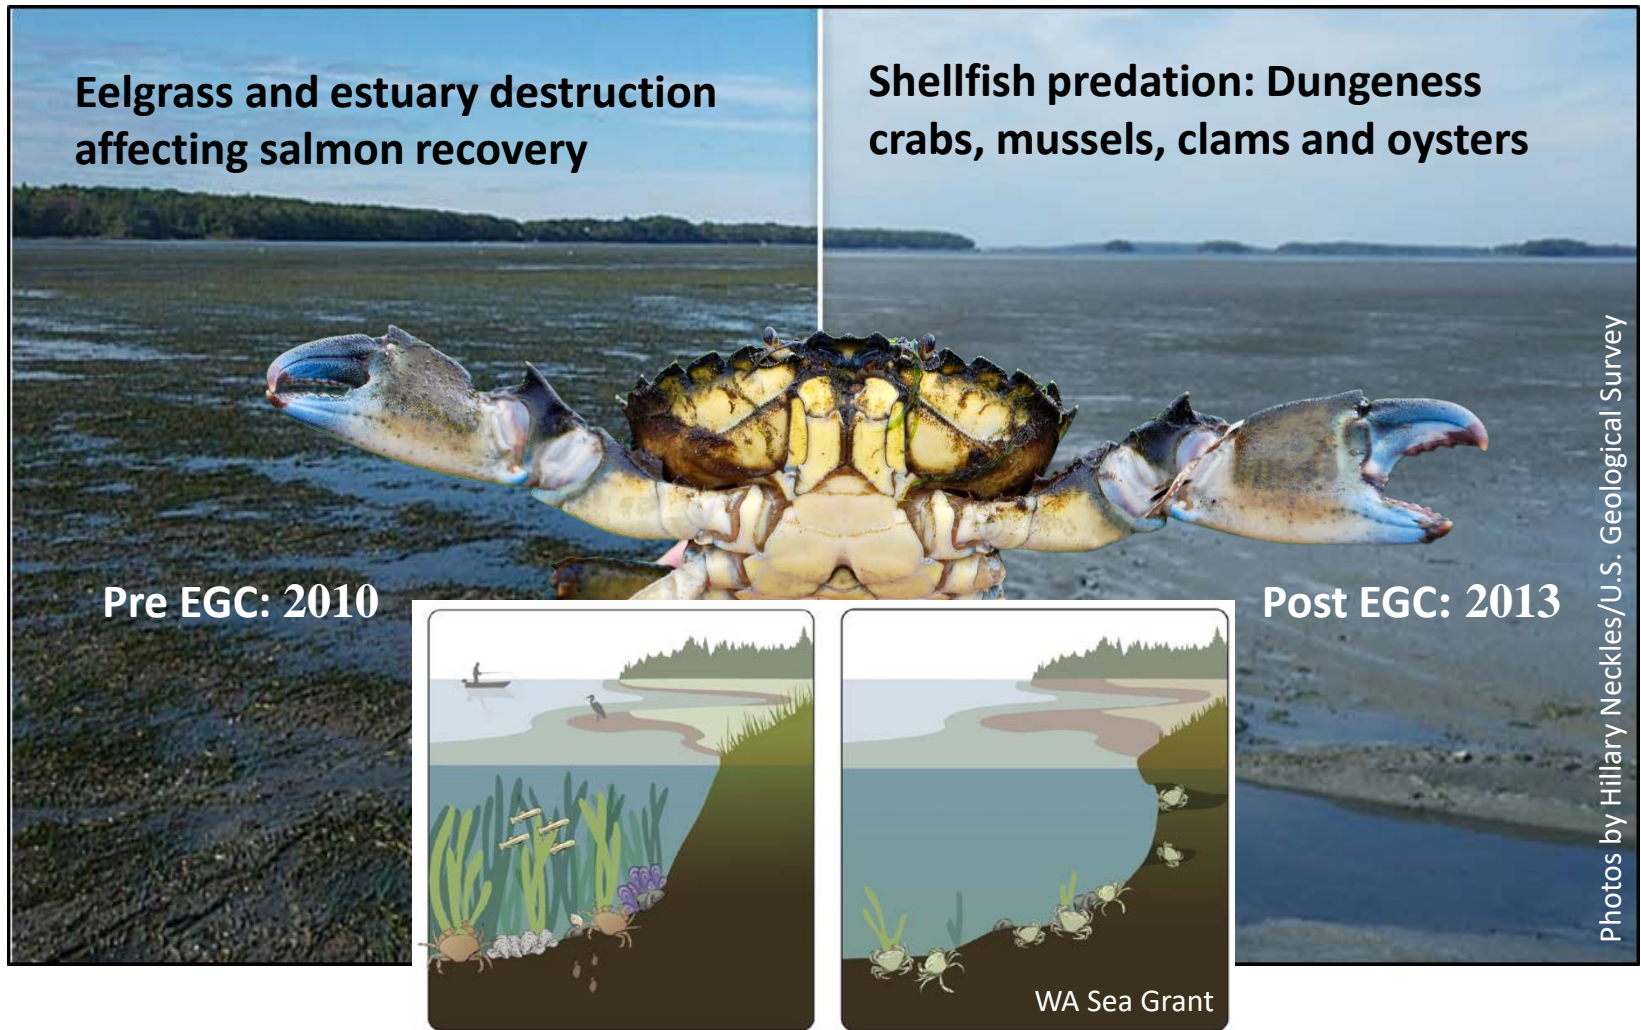 Eelgrass and estuary destruction
affecting salmon recovery
Shellfish predation: Dungeness
crabs, mussels, clams and oysters
Pre EGC: 2010
Post EGC: 2013
Photos by Hillary Neckles/U.S. Geological Survey
WA Sea Grant